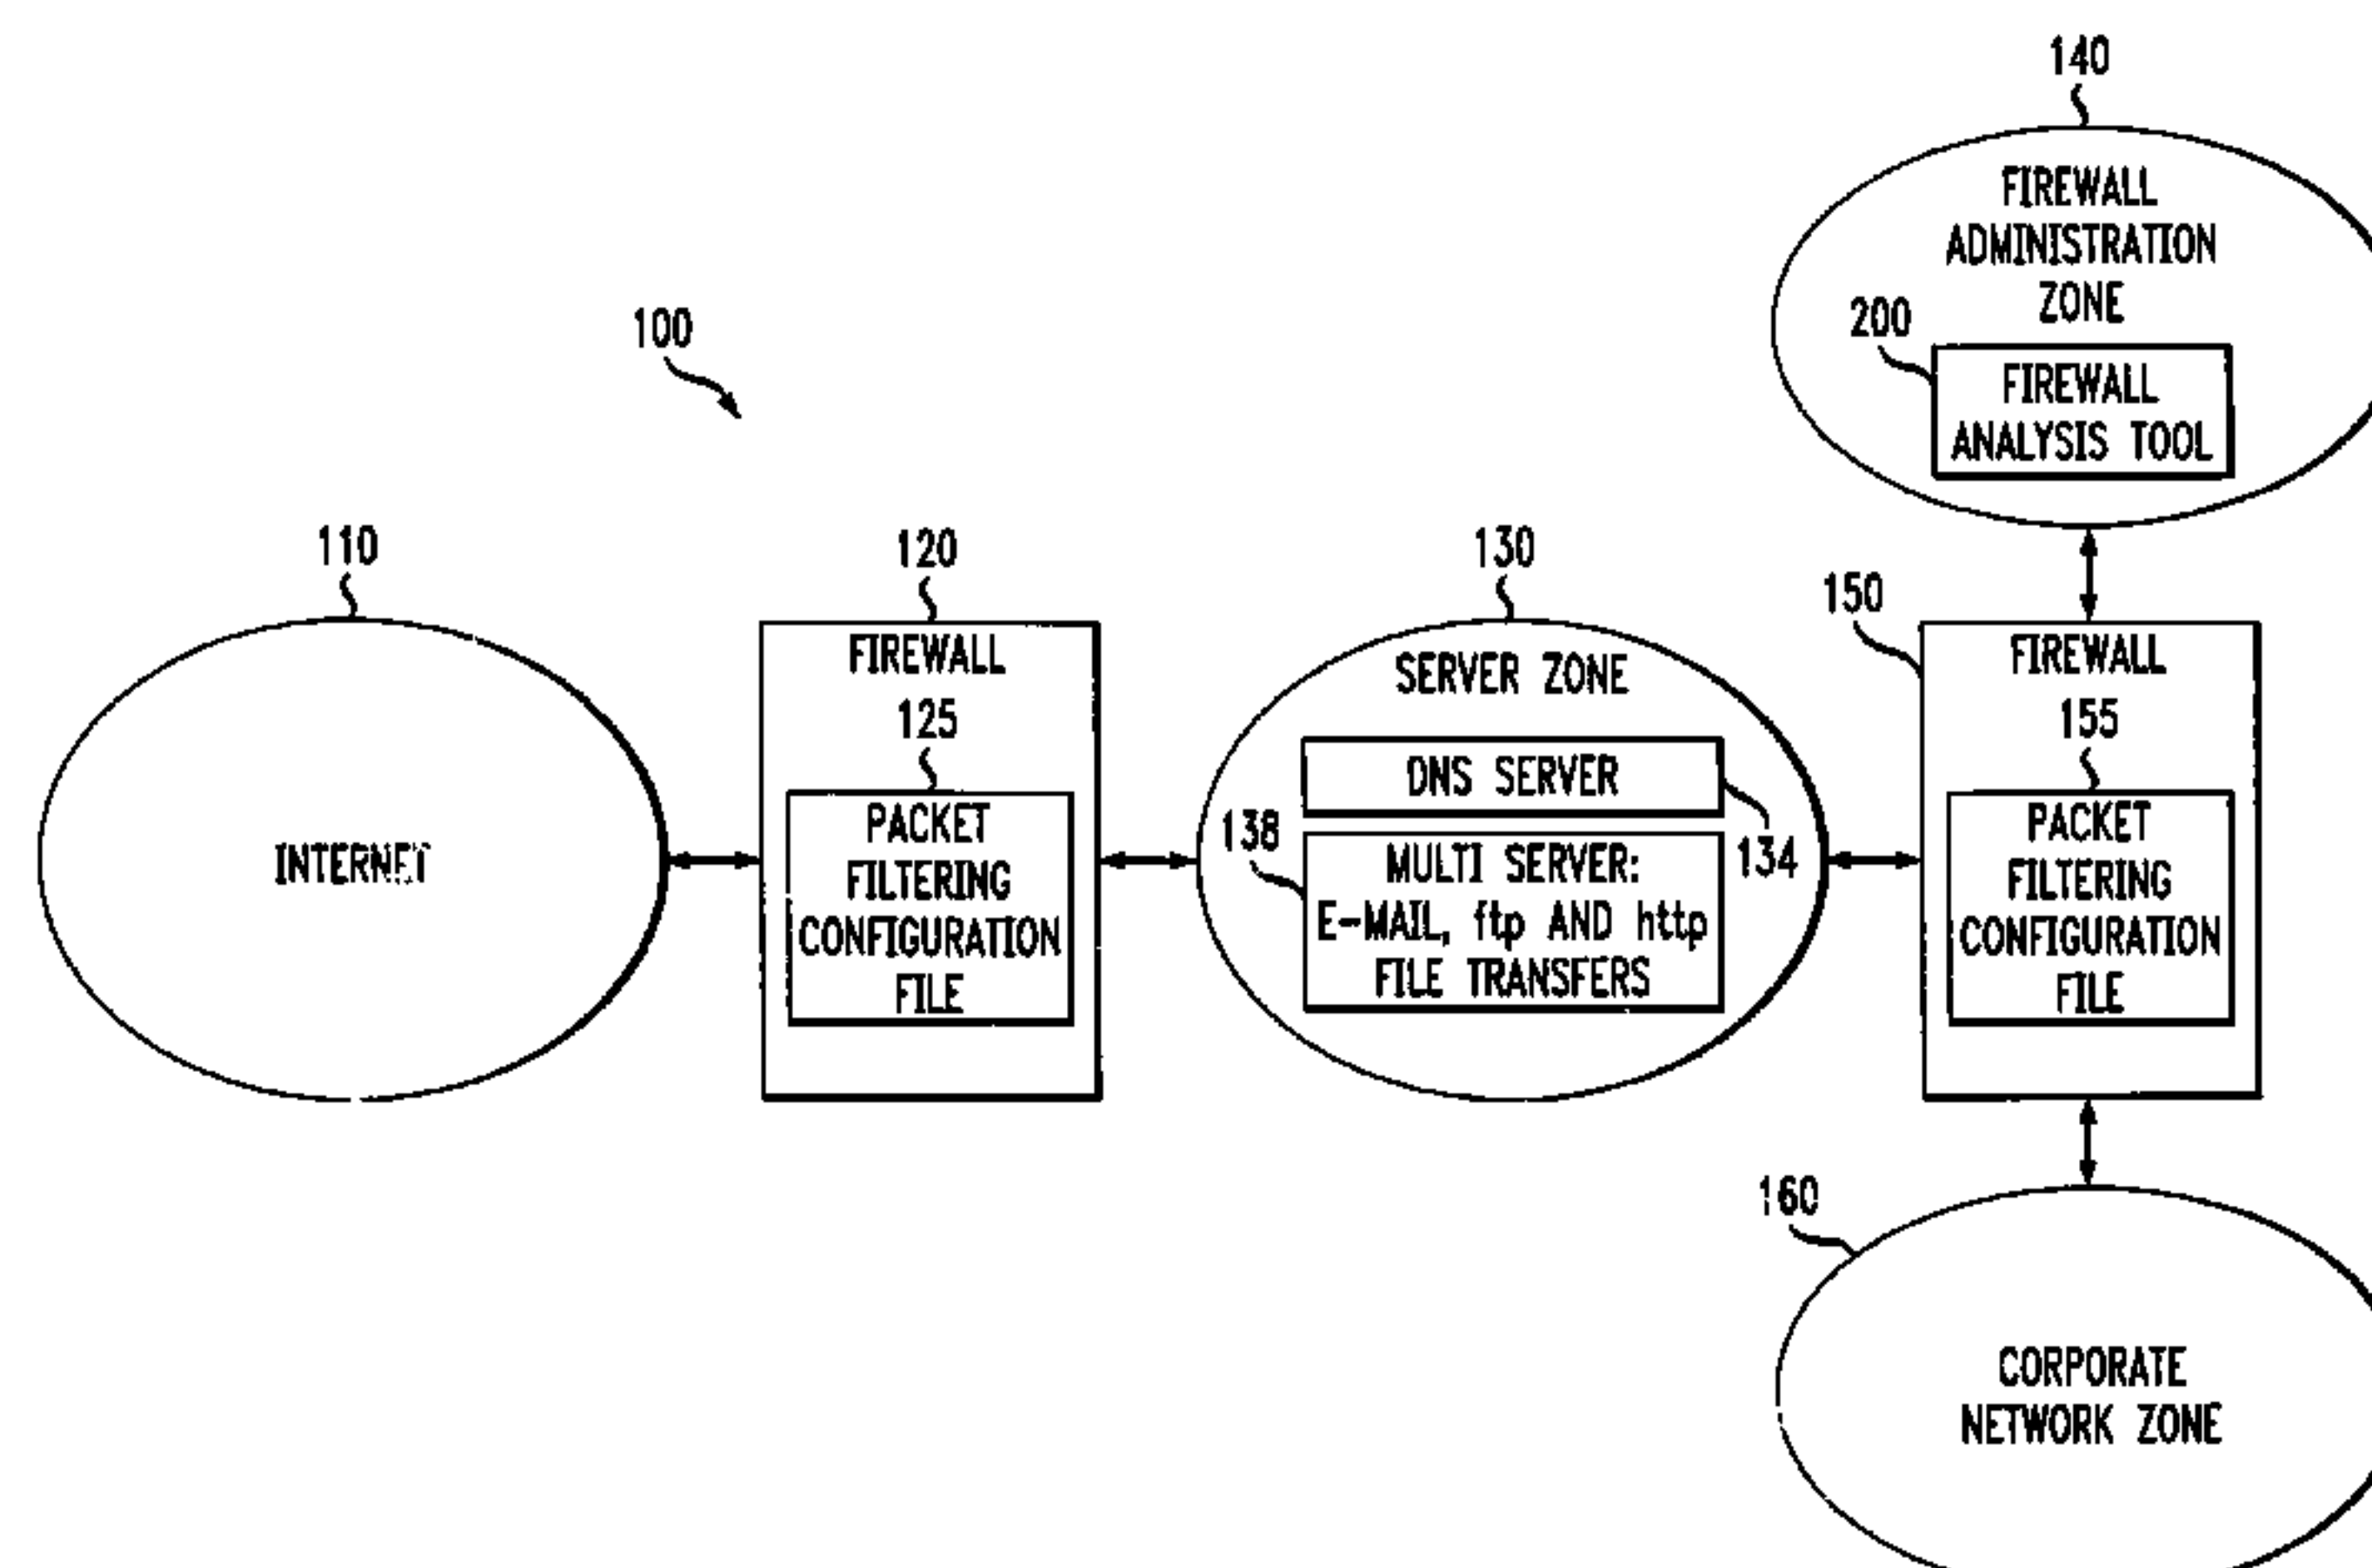 140
FIREWALL
ADMINISTRATION
ZONE
200
FIREWALL
ANALYSIS TOOL
100
110
INTERNET
120
FIREWALL
125
PACKET
FILTERING
CONFIGURATION
FILE
130
SERVER ZONE
DNS SERVER
134
138
MULTI SERVER:
E-MAIL, ftp AND http
FILE TRANSFERS
150
FIREWALL
155
PACKET
FILTERING
CONFIGURATION
FILE
160
CORPORATE
NETWORK ZONE